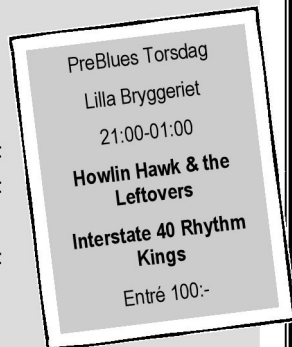 PreBlues Torsdag
Lilla Bryggeriet
21:00-01:00
Howlin Hawk & the
Leftovers
Interstate 40 Rhythm
Kings
Entré 100:-